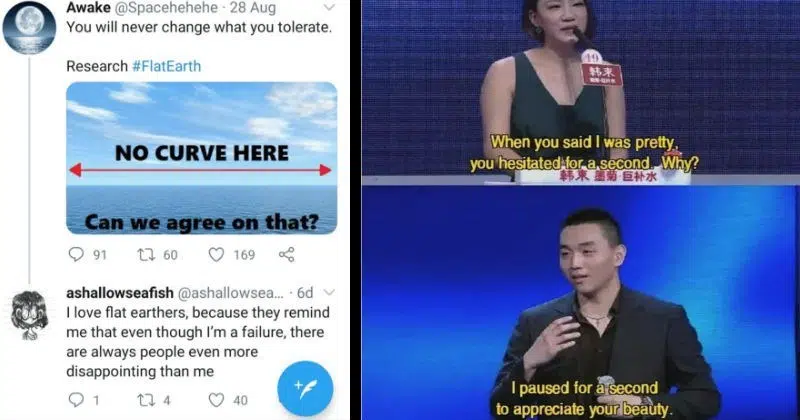 Awake @Spacehehehe · 28 Aug
You will never change what you tolerate.
Research #FlatEarth
NO CURVE HERE
Can we agree on that?
91 60 169
ashallowseafish @ashallowsea... · 6d
I love flat earthers, because they remind
me that even though I'm a failure, there
are always people even more
disappointing than me
1 4 40
19
韩束
When you said I was pretty,
you hesitated for a second. Why?
韩束 墨菊·巨补水
I paused for a second
to appreciate your beauty.